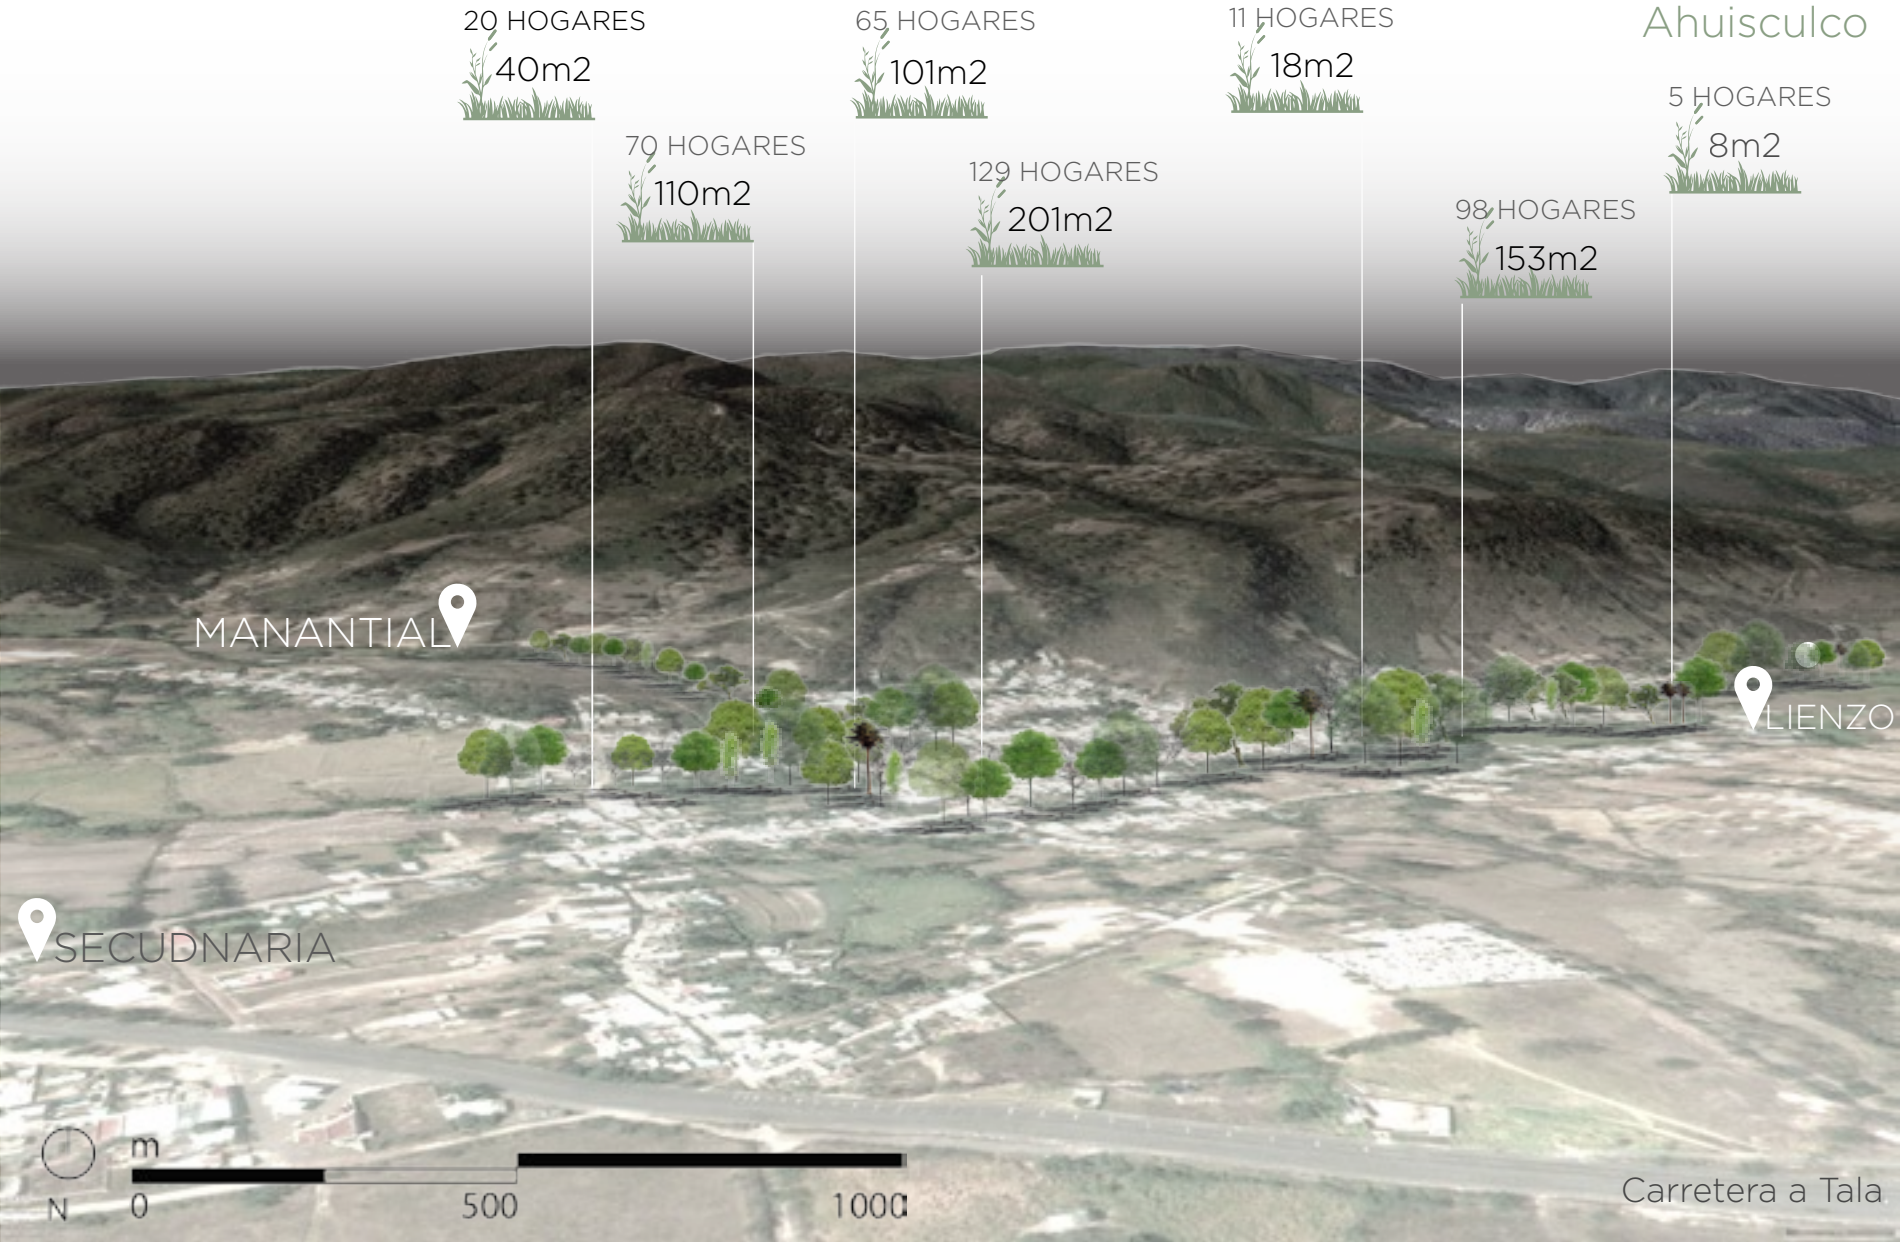 20 HOGARES
40m2
65 HOGARES
101m2
11 HOGARES
18m2
Ahuisculco
5 HOGARES
8m2
70 HOGARES
110m2
129 HOGARES
201m2
98 HOGARES
153m2
MANANTIAL
LIENZO
SECUDNARIA
m
0
500
1000
N
Carretera a Tala